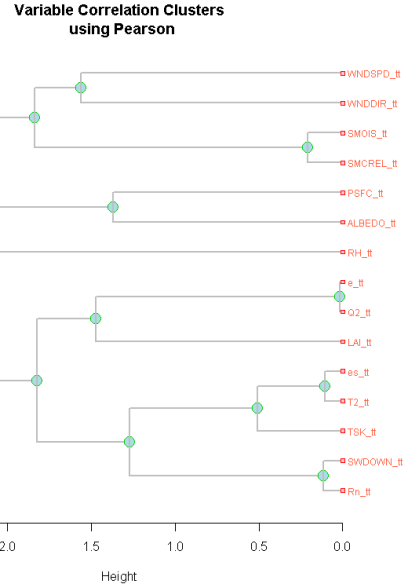 Variable Correlation Clusters
using Pearson
WNDSPD_tt
WNDDIR_tt
SMOIS_tt
SMCREL_tt
PSFC_tt
ALBEDO_tt
RH_tt
e_tt
Q2_tt
LAI_tt
es_tt
T2_tt
TSK_tt
SWDOWN_tt
Rn_tt
2.0 1.5 1.0 0.5 0.0
Height